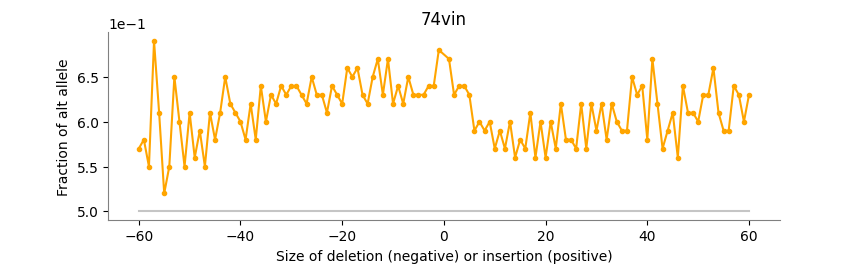 74vin
1e−1
Fraction of alt allele
6.5
6.0
5.5
5.0
−60 −40 −20 0 20 40 60
Size of deletion (negative) or insertion (positive)